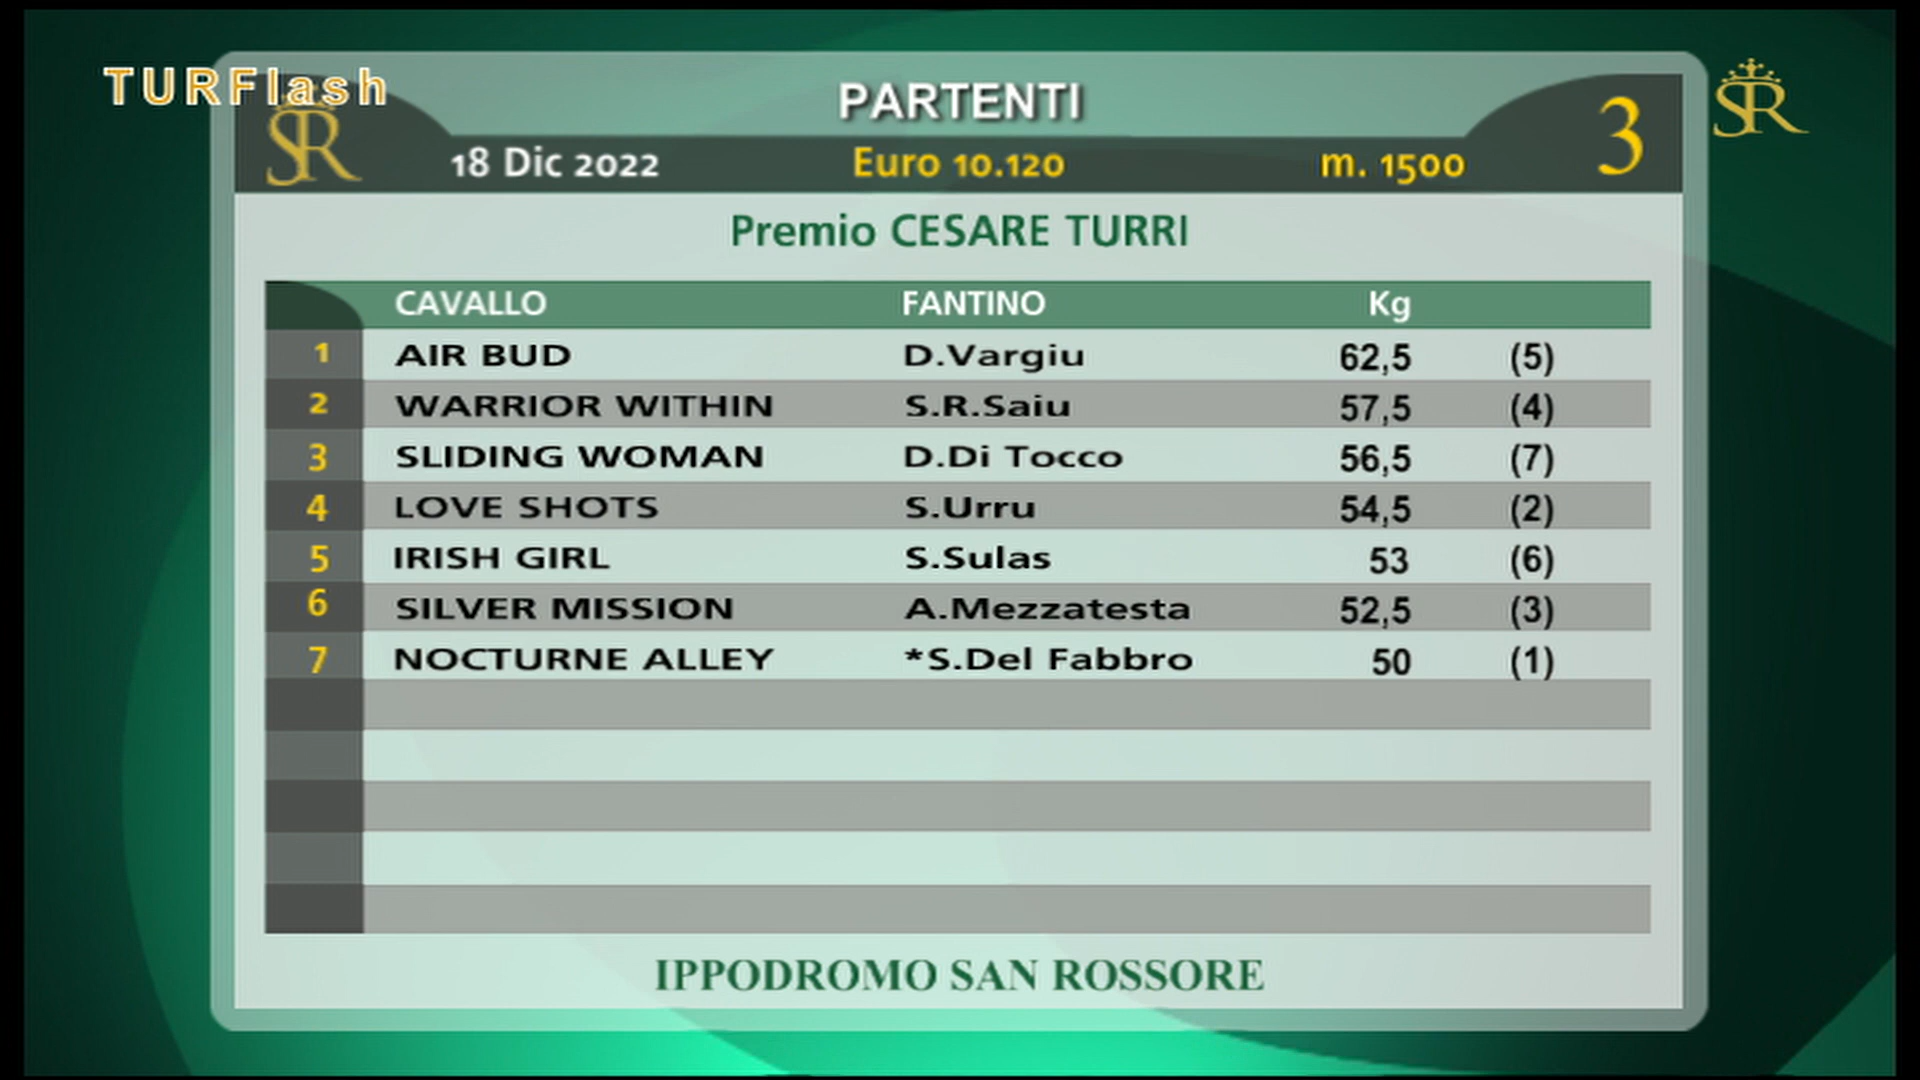 TURFlash
PARTENTI
SR
SR
3
18 Dic 2022 Euro 10.120 m. 1500
Premio CESARE TURRI
CAVALLO FANTINO Kg
1 AIR BUD D.Vargiu 62,5 (5)
2 WARRIOR WITHIN S.R.Saiu 57,5 (4)
3 SLIDING WOMAN D.Di Tocco 56,5 (7)
4 LOVE SHOTS S.Urru 54,5 (2)
5 IRISH GIRL S.Sulas 53 (6)
6 SILVER MISSION A.Mezzatesta 52,5 (3)
7 NOCTURNE ALLEY *S.Del Fabbro 50 (1)
IPPODROMO SAN ROSSORE